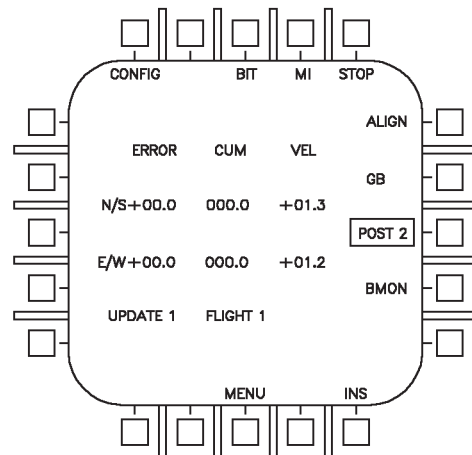 CONFIG BIT MI STOP
ALIGN
ERROR CUM VEL
GB
N/S+00.0 000.0 +01.3
POST 2
E/W+00.0 000.0 +01.2
BMON
UPDATE 1 FLIGHT 1
MENU INS